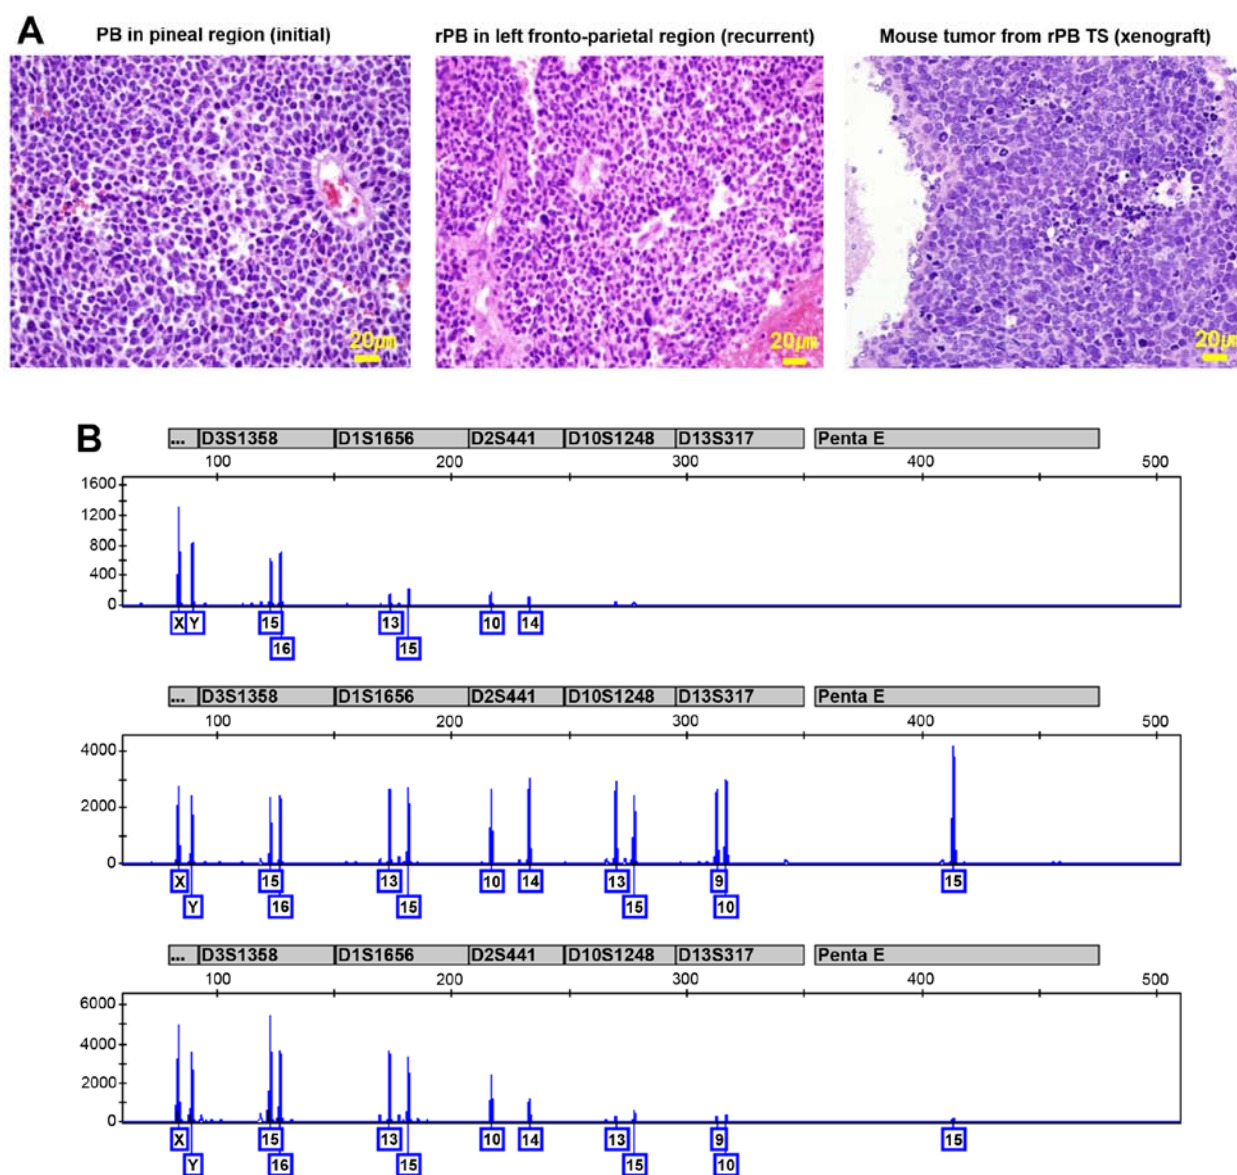 A
PB in pineal region (initial)
rPB in left fronto-parietal region (recurrent)
Mouse tumor from rPB TS (xenograft)
20μm
20μm
20μm
B
... D3S1358 D1S1656 D2S441 D10S1248 D13S317 Penta E
100 200 300 400 500
1600
1200
800
400
0
X Y 15 13 10 14
16 15
... D3S1358 D1S1656 D2S441 D10S1248 D13S317 Penta E
100 200 300 400 500
4000
2000
0
X 15 13 10 14 13 9 15
Y 16 15 15 10
... D3S1358 D1S1656 D2S441 D10S1248 D13S317 Penta E
100 200 300 400 500
6000
4000
2000
0
X 15 13 10 14 13 9 15
Y 16 15 15 10